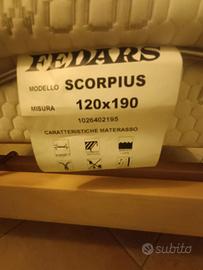 FEDARS
MODELLO SCORPIUS
MISURA 120x190
1026402195
CARATTERISTICHE MATERASSO
subito